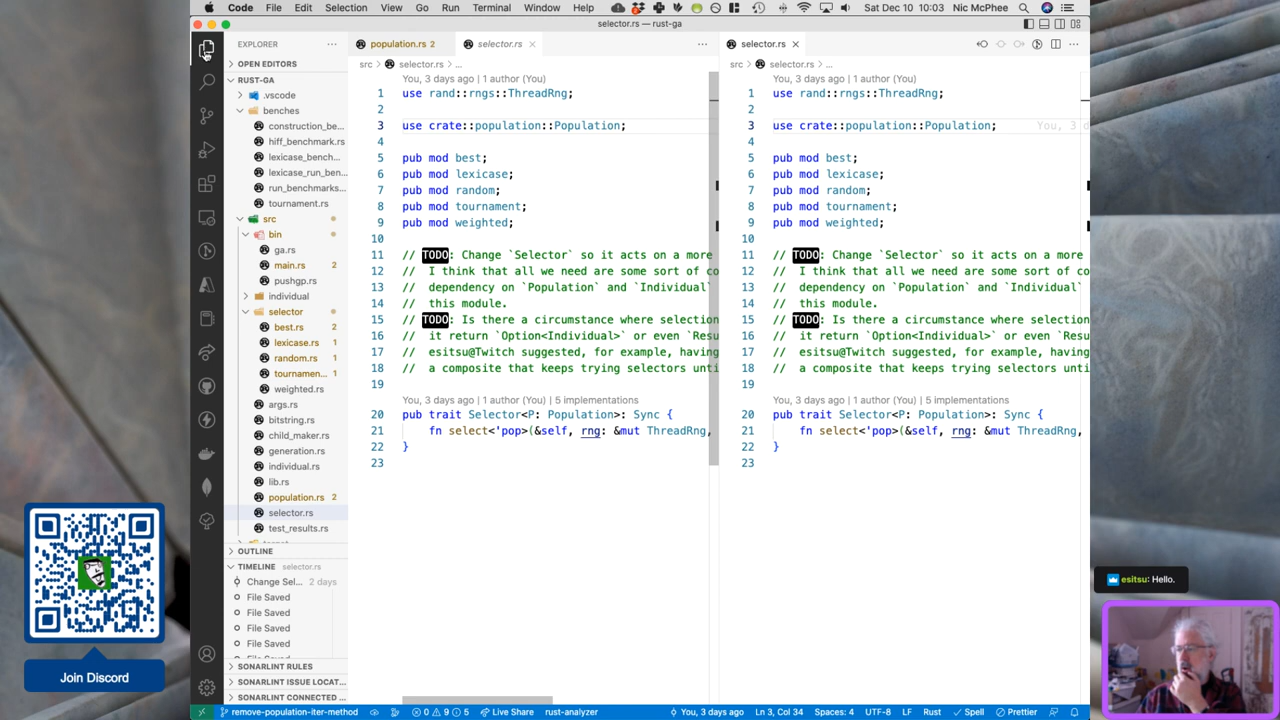 Code File Edit Selection View Go Run Terminal Window Help Sat Dec 10 10:03 Nic McPhee
selector.rs — rust-ga
EXPLORER
OPEN EDITORS
RUST-GA
.vscode
benches
construction_be...
hiff_benchmark.rs
lexicase_bench...
lexicase_run_ben...
run_benchmarks...
tournament.rs
src
bin
ga.rs
main.rs 2
pushgp.rs
individual
selector
best.rs 2
lexicase.rs 1
random.rs 1
tournamen... 1
weighted.rs
args.rs
bitstring.rs
child_maker.rs
generation.rs
individual.rs
lib.rs
population.rs 2
selector.rs
test_results.rs
OUTLINE
TIMELINE selector.rs
Change Sel... 2 days
File Saved
File Saved
File Saved
File Saved
SONARLINT RULES
SONARLINT ISSUE LOCAT...
SONARLINT CONNECTED ...
population.rs 2 selector.rs
src > selector.rs > ...
You, 3 days ago | 1 author (You)
1 use rand::rngs::ThreadRng;
2
3 use crate::population::Population;
4
5 pub mod best;
6 pub mod lexicase;
7 pub mod random;
8 pub mod tournament;
9 pub mod weighted;
10
11 // TODO: Change `Selector` so it acts on a more
12 // I think that all we need are some sort of co
13 // dependency on `Population` and `Individual`
14 // this module.
15 // TODO: Is there a circumstance where selection
16 // it return `Option<Individual>` or even `Resu
17 // esitsu@Twitch suggested, for example, having
18 // a composite that keeps trying selectors unti
19
You, 3 days ago | 1 author (You) | 5 implementations
20 pub trait Selector<P: Population>: Sync {
21 fn select<'pop>(&self, rng: &mut ThreadRng,
22 }
23
selector.rs
src > selector.rs > ...
You, 3 days ago | 1 author (You)
1 use rand::rngs::ThreadRng;
2
3 use crate::population::Population; You, 3 d
4
5 pub mod best;
6 pub mod lexicase;
7 pub mod random;
8 pub mod tournament;
9 pub mod weighted;
10
11 // TODO: Change `Selector` so it acts on a more
12 // I think that all we need are some sort of co
13 // dependency on `Population` and `Individual`
14 // this module.
15 // TODO: Is there a circumstance where selection
16 // it return `Option<Individual>` or even `Resu
17 // esitsu@Twitch suggested, for example, having
18 // a composite that keeps trying selectors unti
19
You, 3 days ago | 1 author (You) | 5 implementations
20 pub trait Selector<P: Population>: Sync {
21 fn select<'pop>(&self, rng: &mut ThreadRng,
22 }
23
esitsu: Hello.
Join Discord
remove-population-iter-method 0 9 5 Live Share rust-analyzer You, 3 days ago Ln 3, Col 34 Spaces: 4 UTF-8 LF Rust Spell Prettier